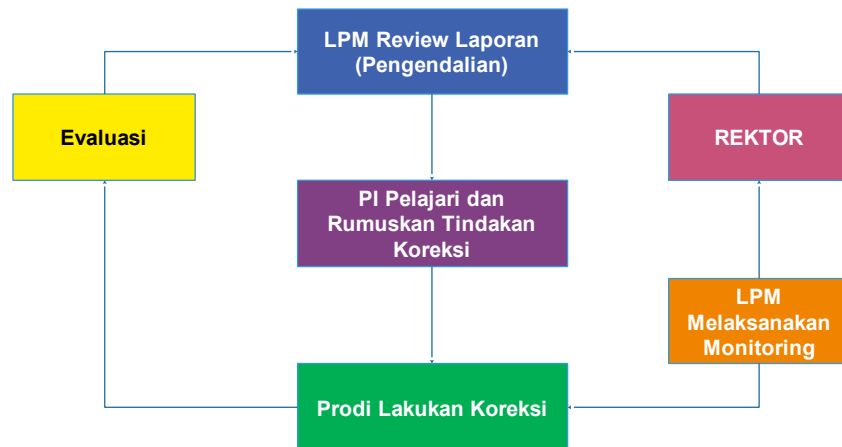 LPM Review Laporan
(Pengendalian)
Evaluasi
REKTOR
PI Pelajari dan
Rumuskan Tindakan
Koreksi
LPM
Melaksanakan
Monitoring
Prodi Lakukan Koreksi